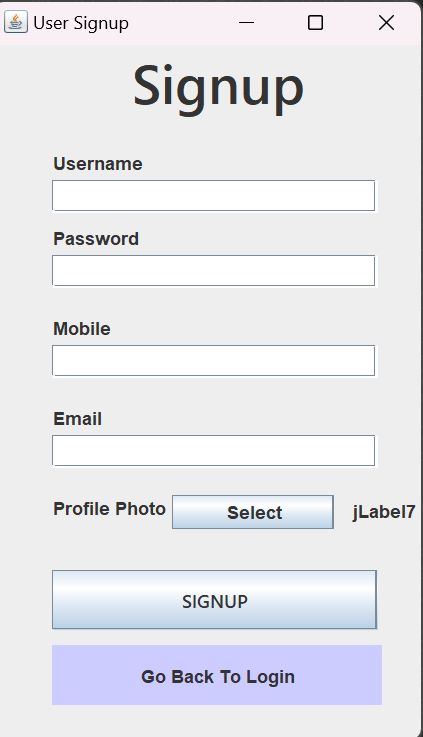 User Signup
Signup
Username
Password
Mobile
Email
Profile Photo Select jLabel7
SIGNUP
Go Back To Login